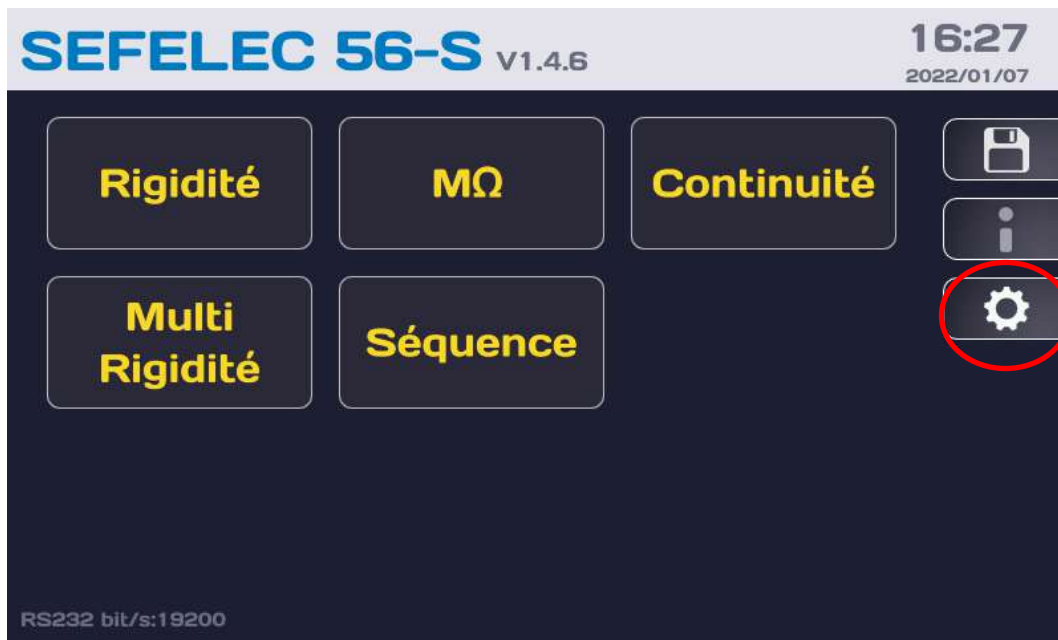 SEFELEC 56-S V1.4.6
16:27
2022/01/07
Rigidité
MΩ
Continuité
Multi
Rigidité
Séquence
RS232 bit/s:19200